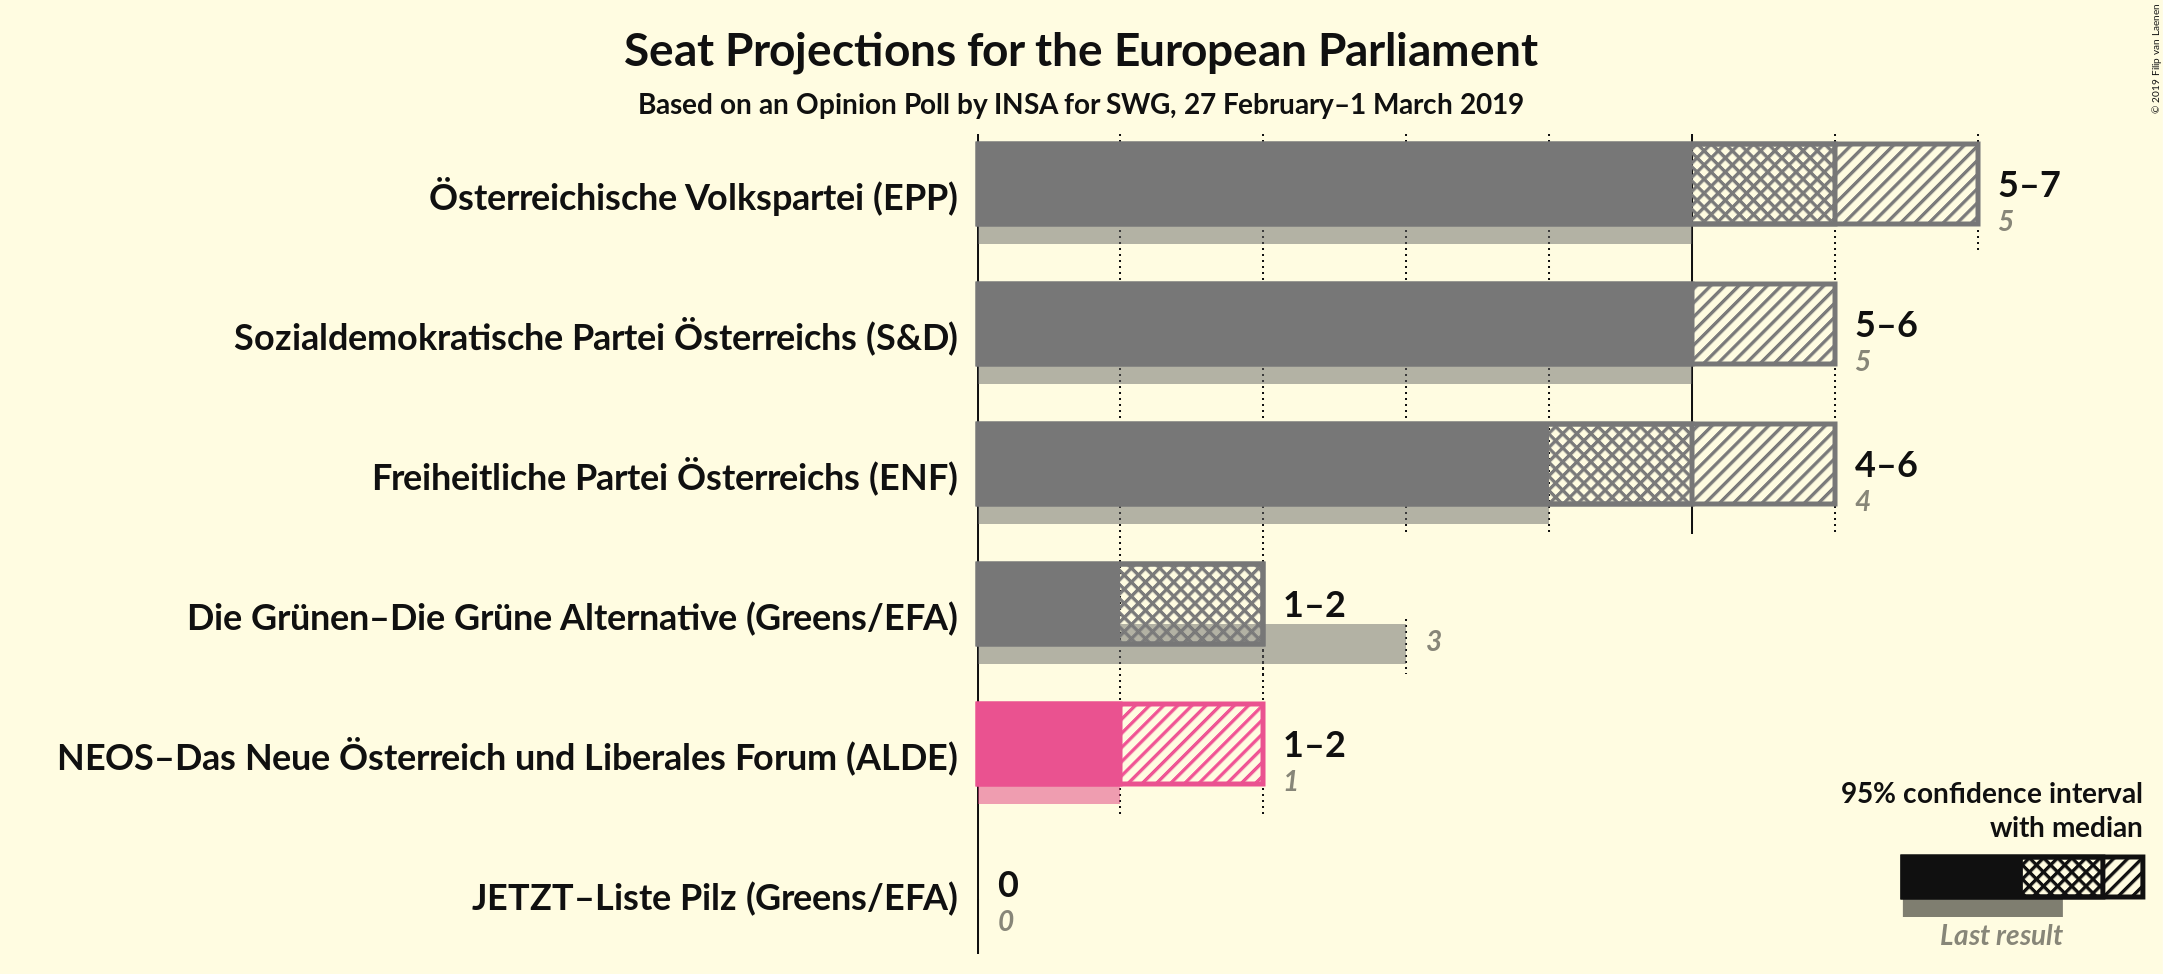 Seat Projections for the European Parliament
Based on an Opinion Poll by INSA for SWG, 27 February–1 March 2019
© 2019 Filip van Laenen
Österreichische Volkspartei (EPP)
5–7
5
Sozialdemokratische Partei Österreichs (S&D)
5–6
5
Freiheitliche Partei Österreichs (ENF)
4–6
4
Die Grünen–Die Grüne Alternative (Greens/EFA)
1–2
3
NEOS–Das Neue Österreich und Liberales Forum (ALDE)
1–2
1
JETZT–Liste Pilz (Greens/EFA)
0
0
95% confidence interval
with median
Last result